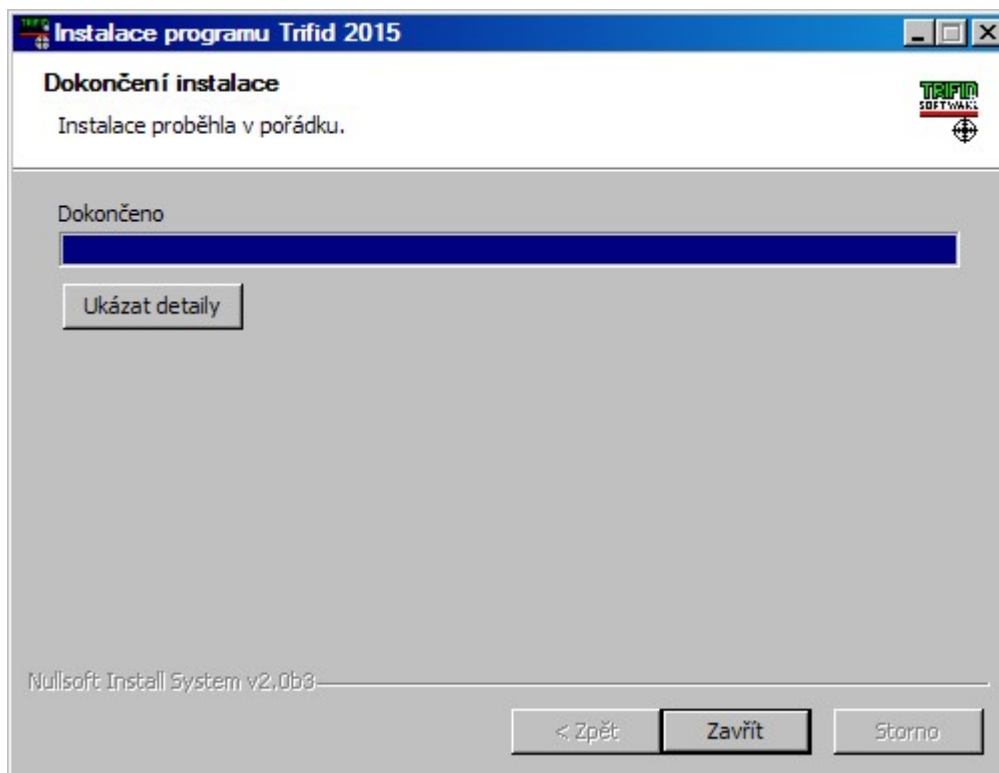 Instalace programu Trifid 2015
Dokončení instalace
Instalace proběhla v pořádku.
TRIFID
SOFTWARE
Dokončeno
Ukázat detaily
Nullsoft Install System v2.0b3
< Zpět
Zavřít
Storno